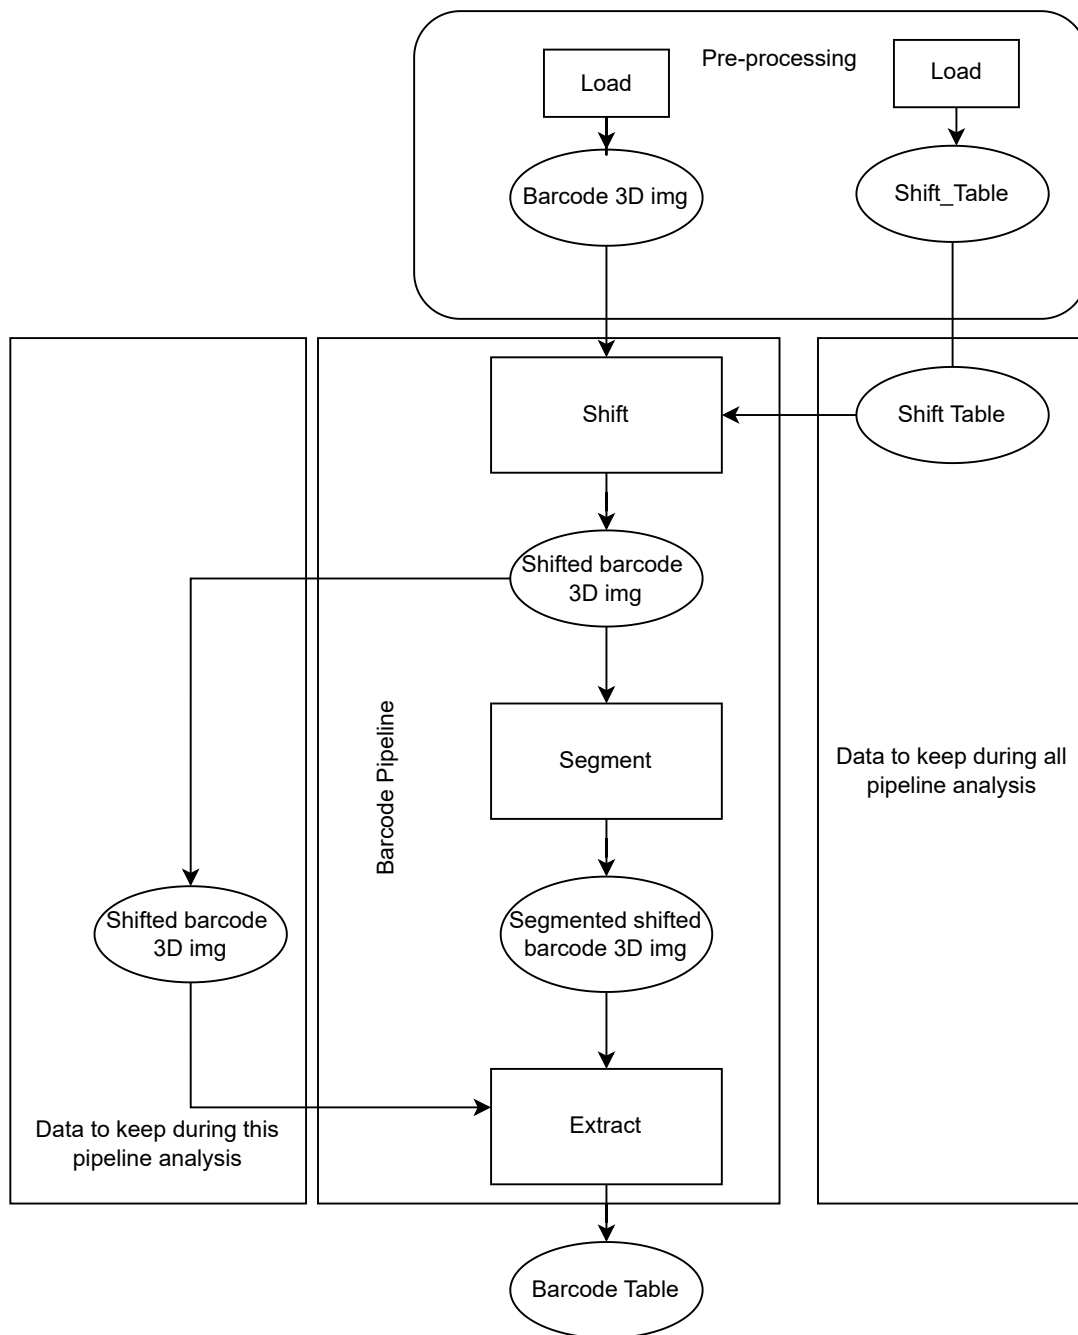 Pre-processing
Load
Load
Barcode 3D img
Shift_Table
Shift
Shift Table
Shifted barcode
3D img
Barcode Pipeline
Segment
Data to keep during all
pipeline analysis
Shifted barcode
3D img
Segmented shifted
barcode 3D img
Extract
Data to keep during this
pipeline analysis
Barcode Table